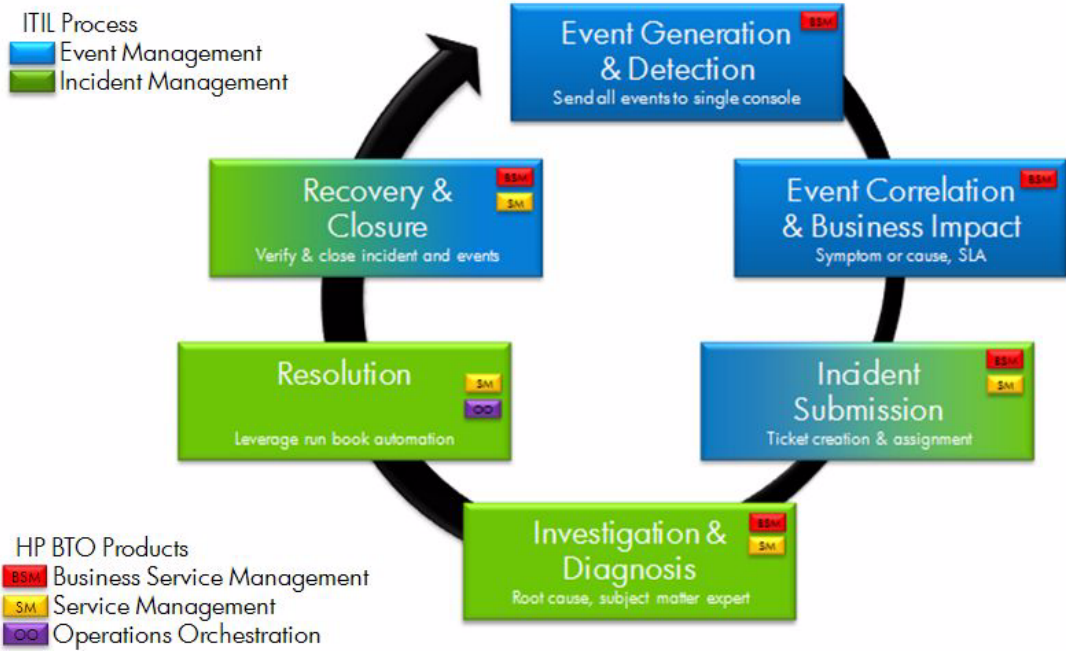 ITIL Process
Event Management
Incident Management
Event Generation
& Detection
Send all events to single console
BSM
Event Correlation
& Business Impact
Symptom or cause, SLA
BSM
Incident
Submission
Ticket creation & assignment
BSM
SM
Investigation &
Diagnosis
Root cause, subject matter expert
BSM
SM
Resolution
Leverage run book automation
SM
OO
Recovery &
Closure
Verify & close incident and events
BSM
SM
HP BTO Products
BSM Business Service Management
SM Service Management
OO Operations Orchestration